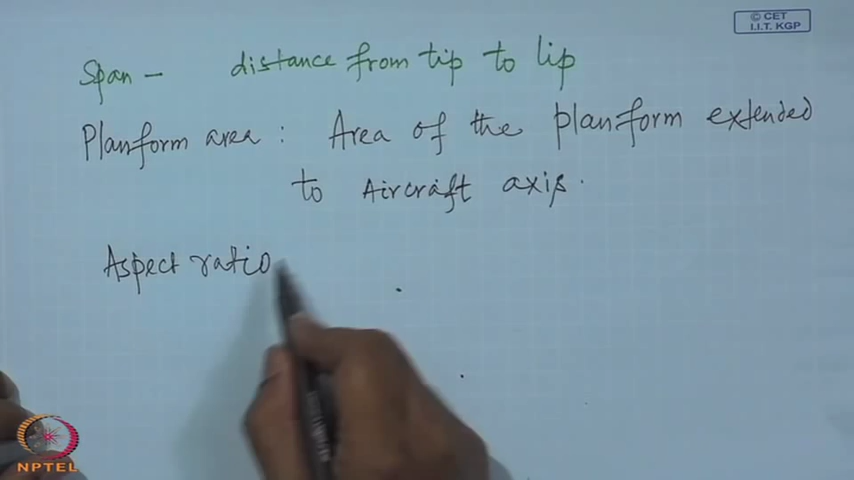 © CET
I.I.T. KGP
Span - distance from tip to lip
Planform area : Area of the planform extended
to Aircraft axis.
Aspect ratio
NPTEL